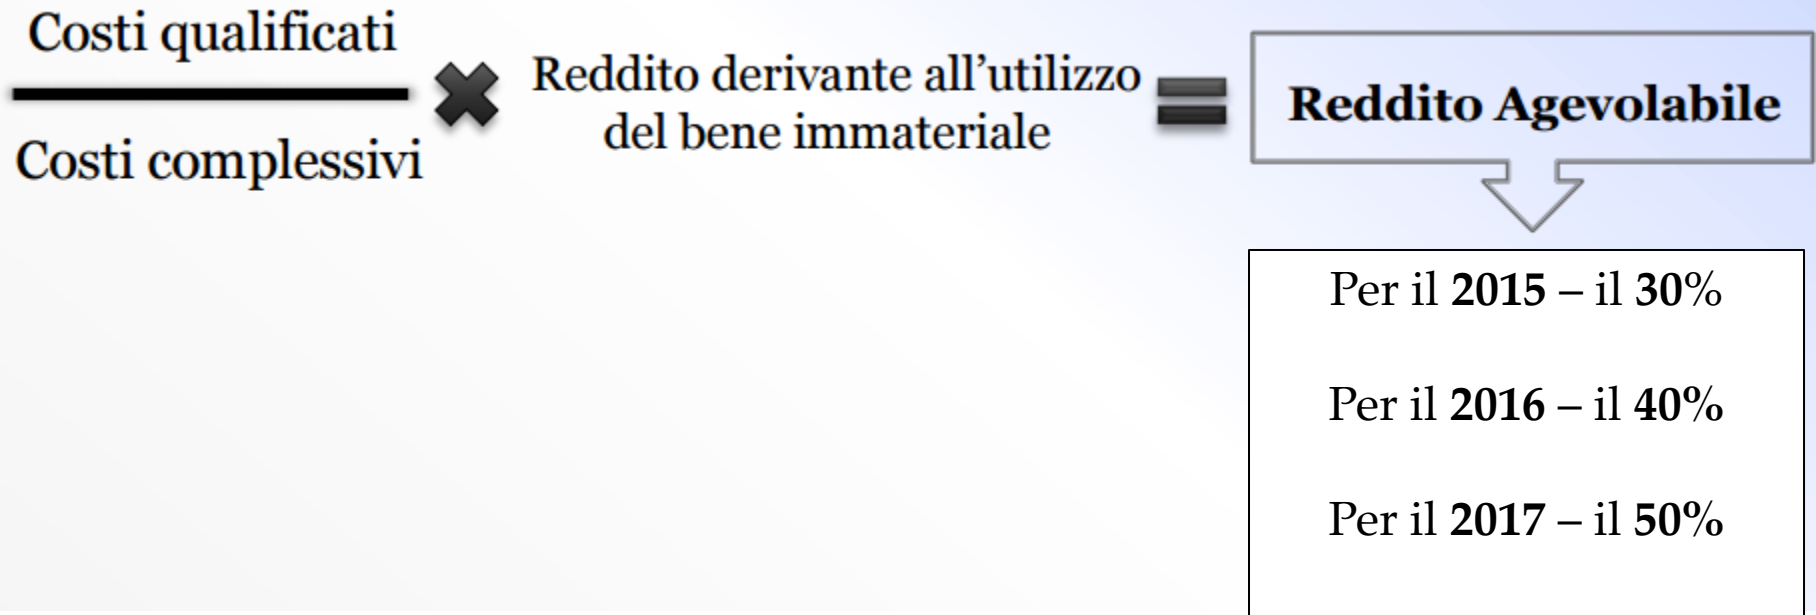 Costi qualificati
Costi complessivi
Reddito derivante all’utilizzo
del bene immateriale
Reddito Agevolabile
Per il 2015 – il 30%
Per il 2016 – il 40%
Per il 2017 – il 50%